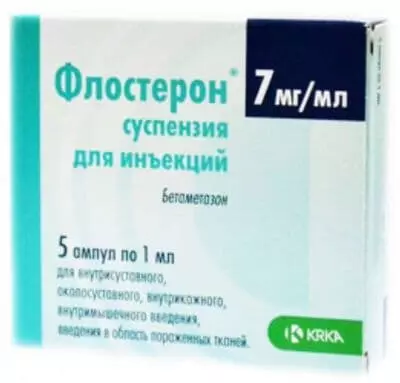 Флостерон®
7 мг/мл
суспензия
для инъекций
Бетаметазон
5 ампул по 1 мл
для внутрисуставного,
околосуставного, внутрикожного,
внутримышечного введения,
введения в область пораженных тканей.
KRKA